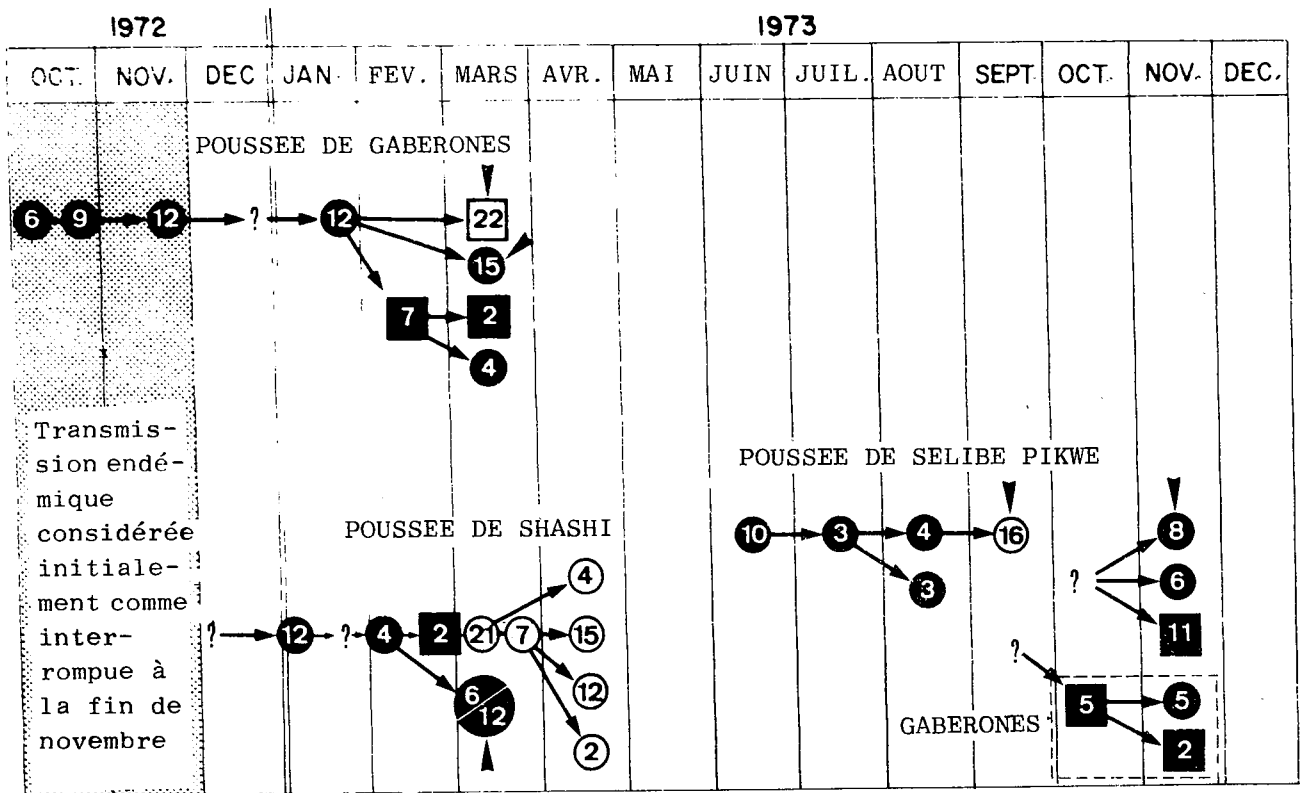 1972 1973
OCT. NOV. DEC JAN. FEV. MARS AVR. MAI JUIN JUIL. AOUT SEPT. OCT. NOV. DEC.
POUSSEE DE GABERONES
6 9 12 ? 12 22
15
7 2
4
Transmis-
sion endé-
mique
considérée
initiale-
ment comme
inter-
rompue à
la fin de
novembre
POUSSEE DE SHASHI
4
? 12 ? 4 2 21 7 15
6
12
12
2
POUSSEE DE SELIBE PIKWE
10 3 4 16
3
8
? 6
11
?
5 5
GABERONES
2